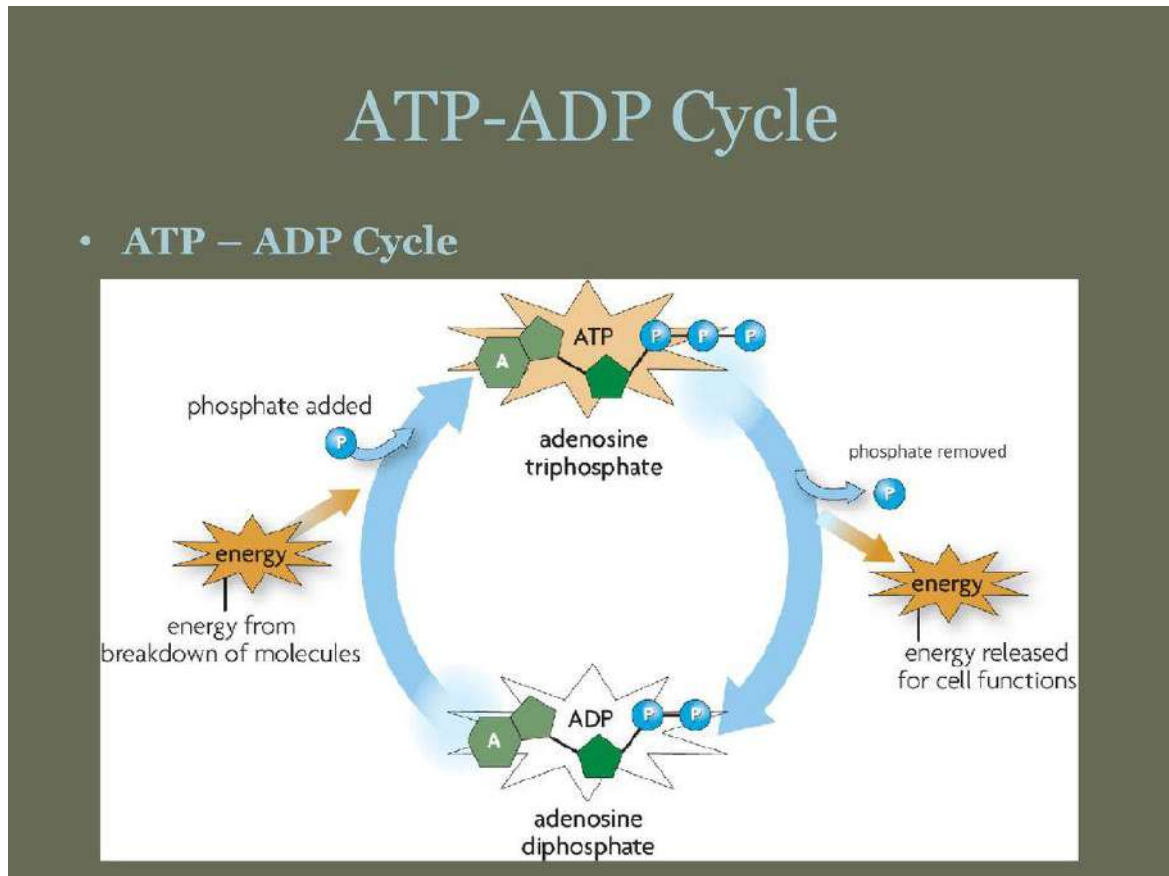 ATP-ADP Cycle
• ATP – ADP Cycle
ATP
P
P
P
A
adenosine
triphosphate
phosphate added
P
energy
energy from
breakdown of molecules
phosphate removed
P
energy
energy released
for cell functions
ADP
P
P
A
adenosine
diphosphate